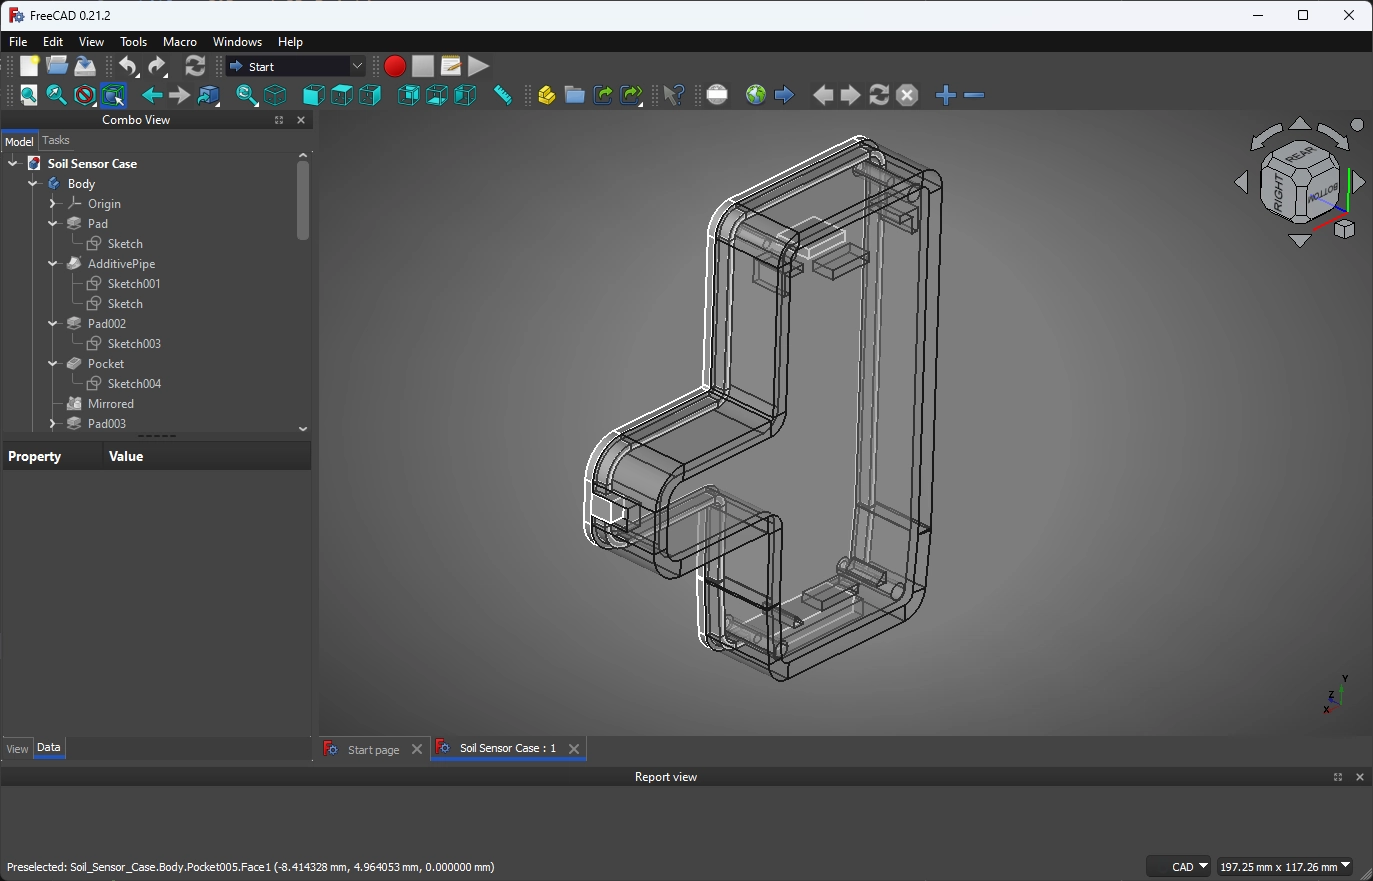 FreeCAD 0.21.2
File Edit View Tools Macro Windows Help
Start
Combo View
Model Tasks
Soil Sensor Case
Body
Origin
Pad
Sketch
AdditivePipe
Sketch001
Sketch
Pad002
Sketch003
Pocket
Sketch004
Mirrored
Pad003
Property Value
REAR
RIGHT
BOTTOM
Y
Z
X
View Data
Start page
Soil Sensor Case : 1
Report view
Preselected: Soil_Sensor_Case.Body.Pocket005.Face1 (-8.414328 mm, 4.964053 mm, 0.000000 mm)
CAD
197.25 mm x 117.26 mm